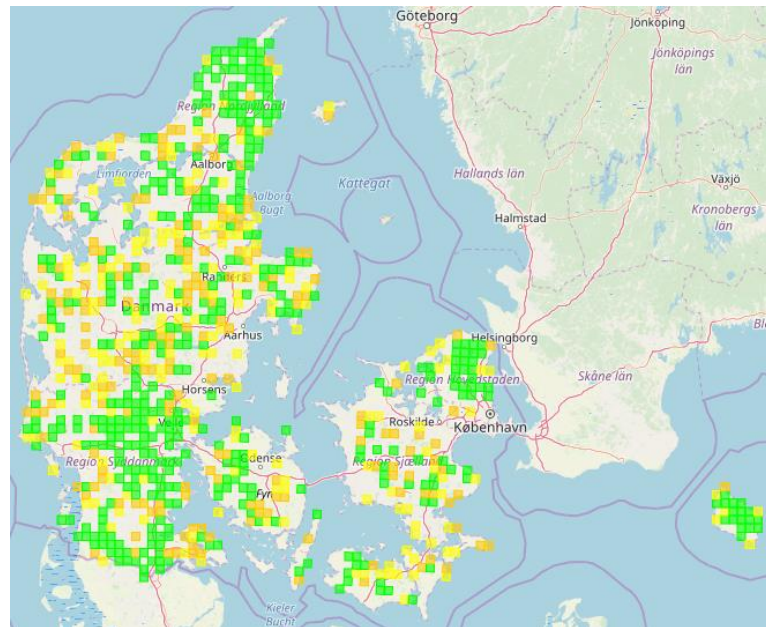 Göteborg
Jönköping
Jönköpings
län
Region Nordjylland
Aalborg
Limfjorden
Aalborg
Bugt
Kattegat
Hallands län
Växjö
Kronobergs
län
Halmstad
Randers
Danmark
Aarhus
Helsingborg
Skåne län
Horsens
Region Hovedstaden
Vejle
Roskilde
København
Region Syddanmark
Odense
Region Sjælland
Fyn
Kieler
Bucht